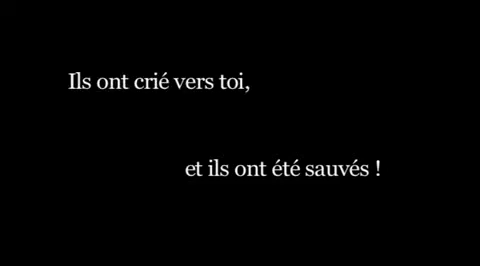 Ils ont crié vers toi,
et ils ont été sauvés !